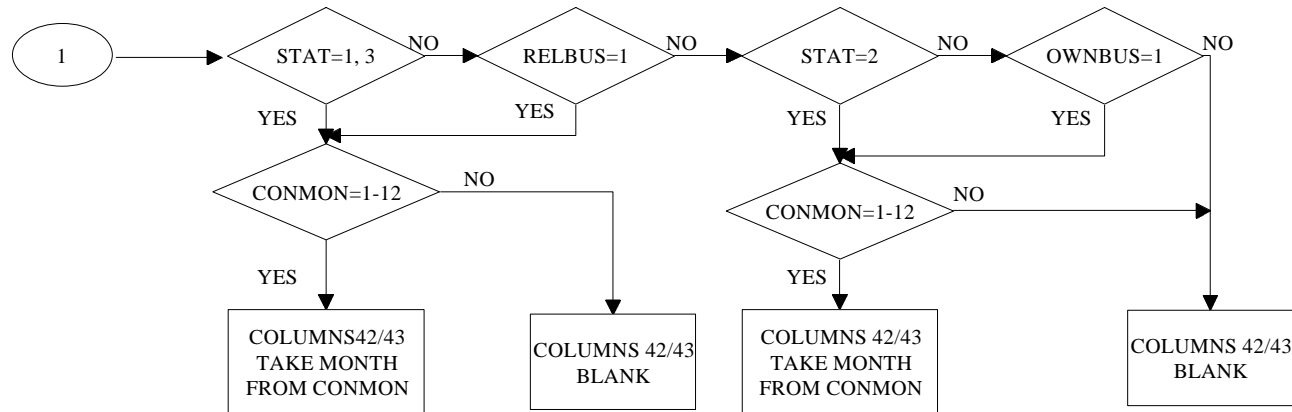 1
STAT=1, 3
NO
RELBUS=1
NO
STAT=2
NO
OWNBUS=1
NO
YES
YES
YES
YES
CONMON=1-12
NO
CONMON=1-12
NO
YES
YES
COLUMNS42/43
TAKE MONTH
FROM CONMON
COLUMNS 42/43
BLANK
COLUMNS 42/43
TAKE MONTH
FROM CONMON
COLUMNS 42/43
BLANK